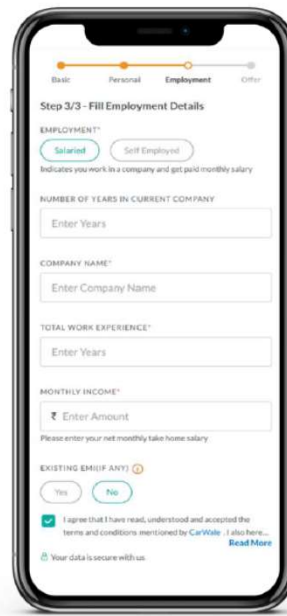 Basic Personal Employment Offer
Step 3/3 - Fill Employment Details
EMPLOYMENT*
Salaried Self Employed
Indicates you work in a company and get paid monthly salary
NUMBER OF YEARS IN CURRENT COMPANY
Enter Years
COMPANY NAME*
Enter Company Name
TOTAL WORK EXPERIENCE*
Enter Years
MONTHLY INCOME*
₹ Enter Amount
Please enter your net monthly take home salary
EXISTING EMI(IF ANY) i
Yes No
I agree that I have read, understood and accepted the
terms and conditions mentioned by CarWale . I also here...
Read More
Your data is secure with us